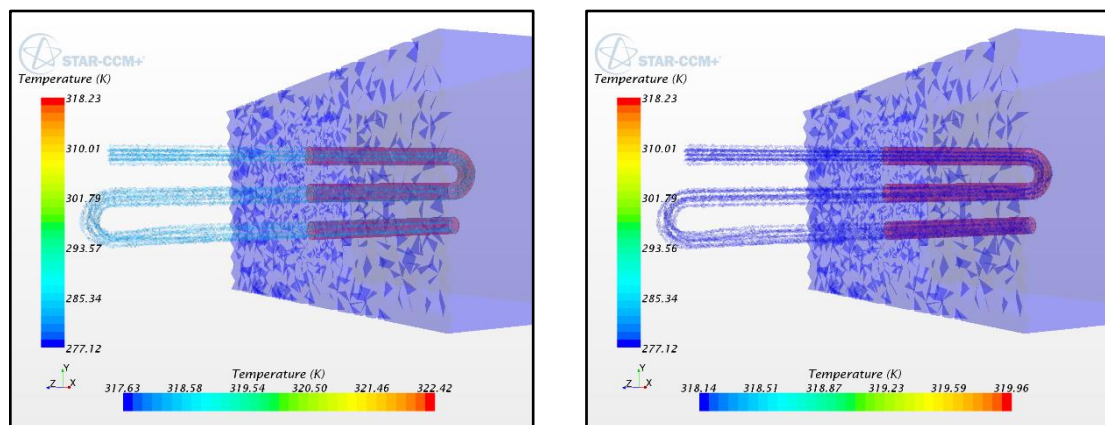 STAR-CCM+
Temperature (K)
318.23
310.01
301.79
293.57
285.34
277.12
Y
Z X
Temperature (K)
317.63 318.58 319.54 320.50 321.46 322.42
STAR-CCM+
Temperature (K)
318.23
310.01
301.79
293.56
285.34
277.12
Y
Z X
Temperature (K)
318.14 318.51 318.87 319.23 319.59 319.96